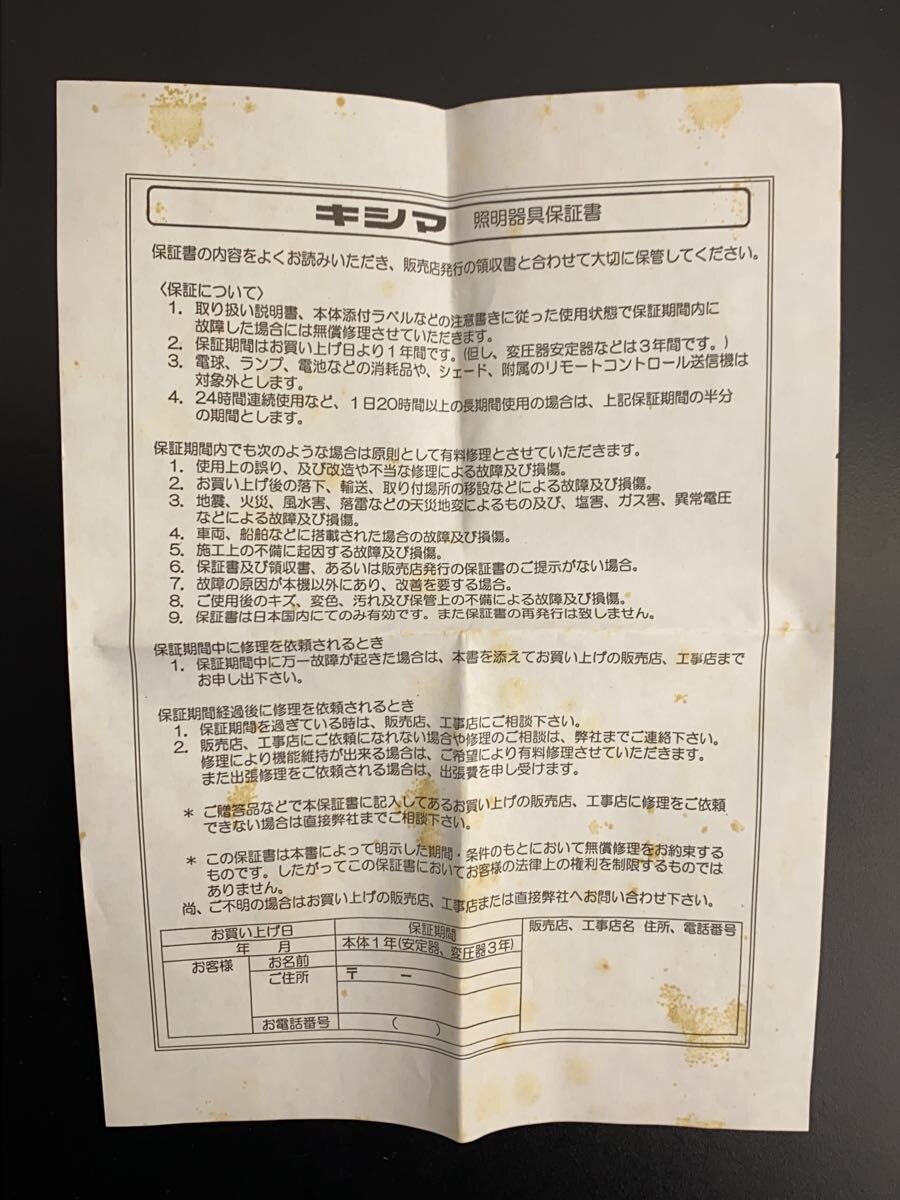 キシマ 照明器具保証書
保証書の内容をよくお読みいただき、販売店発行の領収書と合わせて大切に保管してください。
〈保証について〉
1. 取り扱い説明書、本体添付ラベルなどの注意書きに従った使用状態で保証期間内に
故障した場合には無償修理させていただきます。
2. 保証期間はお買い上げ日より1年間です。(但し、変圧器安定器などは3年間です。)
3. 電球、ランプ、電池などの消耗品や、シェード、附属のリモートコントロール送信機は
対象外とします。
4. 24時間連続使用など、1日20時間以上の長期間使用の場合は、上記保証期間の半分
の期間とします。
保証期間内でも次のような場合は原則として有料修理とさせていただきます。
1. 使用上の誤り、及び改造や不当な修理による故障及び損傷。
2. お買い上げ後の落下、輸送、取り付場所の移設などによる故障及び損傷。
3. 地震、火災、風水害、落雷などの天災地変によるもの及び、塩害、ガス害、異常電圧
などによる故障及び損傷。
4. 車両、船舶などに搭載された場合の故障及び損傷。
5. 施工上の不備に起因する故障及び損傷。
6. 保証書及び領収書、あるいは販売店発行の保証書のご提示がない場合。
7. 故障の原因が本機以外にあり、改善を要する場合。
8. ご使用後のキズ、変色、汚れ及び保管上の不備による故障及び損傷。
9. 保証書は日本国内にてのみ有効です。また保証書の再発行は致しません。
保証期間中に修理を依頼されるとき
1. 保証期間中に万一故障が起きた場合は、本書を添えてお買い上げの販売店、工事店まで
お申し出下さい。
保証期間経過後に修理を依頼されるとき
1. 保証期間を過ぎている時は、販売店、工事店にご相談下さい。
2. 販売店、工事店にご依頼になれない場合や修理のご相談は、弊社までご連絡下さい。
修理により機能維持が出来る場合は、ご希望により有料修理させていただきます。
また出張修理をご依頼される場合は、出張費を申し受けます。
* ご贈答品などで本保証書に記入してあるお買い上げの販売店、工事店に修理をご依頼
できない場合は直接弊社までご相談下さい。
* この保証書は本書によって明示した期間・条件のもとにおいて無償修理をお約束する
ものです。したがってこの保証書においてお客様の法律上の権利を制限するものでは
ありません。
尚、ご不明の場合はお買い上げの販売店、工事店または直接弊社へお問い合わせ下さい。
お買い上げ日 保証期間 販売店、工事店名 住所、電話番号
年 月 本体1年(安定器、変圧器3年)
お客様 お名前
ご住所 〒 ー
お電話番号 ( )